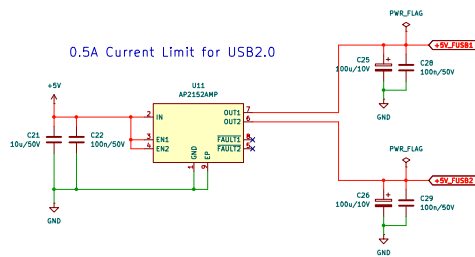 PWR_FLAG
0.5A Current Limit for USB2.0
+5V_FUSB1
C25
100u/10V
C28
100n/50V
+5V
U11
AP2152AMP
GND
2
IN
OUT1
7
OUT2
6
C21
10u/50V
C22
100n/50V
3
EN1
FAULT1
8
4
EN2
FAULT2
5
GND
EP
1
9
PWR_FLAG
+5V_FUSB2
GND
C26
100u/10V
C29
100n/50V
GND